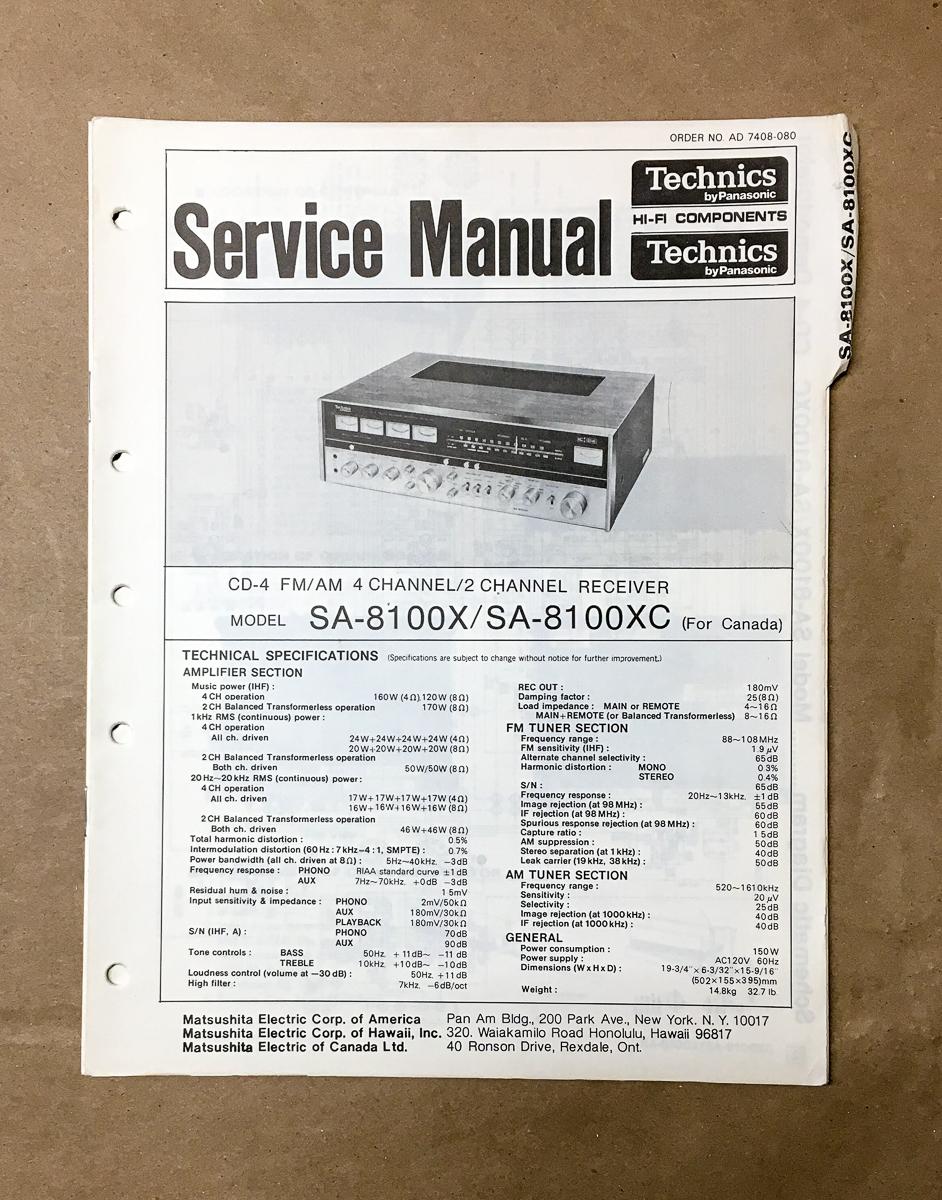 ORDER NO. AD 7408-080
Service Manual
Technics
by Panasonic
HI-FI COMPONENTS
Technics
by Panasonic
SA-8100X/SA-8100XC
CD-4 FM/AM 4 CHANNEL/2 CHANNEL RECEIVER
MODEL SA-8100X/SA-8100XC (For Canada)
TECHNICAL SPECIFICATIONS (Specifications are subject to change without notice for further improvement.)
AMPLIFIER SECTION
Music power (IHF) :
4 CH operation 160W (4Ω), 120W (8Ω)
2 CH Balanced Transformerless operation 170W (8Ω)
1kHz RMS (continuous) power :
4 CH operation
All ch. driven 24W+24W+24W+24W (4Ω)
20W+20W+20W+20W (8Ω)
2 CH Balanced Transformerless operation
Both ch. driven 50W/50W (8Ω)
20Hz~20kHz RMS (continuous) power :
4 CH operation
All ch. driven 17W+17W+17W+17W (4Ω)
16W+16W+16W+16W (8Ω)
2 CH Balanced Transformerless operation
Both ch. driven 46W+46W (8Ω)
Total harmonic distortion : 0.5%
Intermodulation distortion (60Hz : 7kHz–4 : 1, SMPTE) : 0.7%
Power bandwidth (all ch. driven at 8Ω) : 5Hz~40kHz. −3dB
Frequency response : PHONO RIAA standard curve ±1dB
AUX 7Hz~70kHz. +0dB −3dB
Residual hum & noise : 1 5mV
Input sensitivity & impedance : PHONO 2mV/50kΩ
AUX 180mV/30kΩ
PLAYBACK 180mV/30kΩ
S/N (IHF, A) : PHONO 70dB
AUX 90dB
Tone controls : BASS 50Hz. +11dB~ −11dB
TREBLE 10kHz. +10dB~ −10dB
Loudness control (volume at −30dB) : 50Hz. +11dB
High filter : 7kHz. −6dB/oct
REC OUT : 180mV
Damping factor : 25(8Ω)
Load impedance : MAIN or REMOTE 4~16Ω
MAIN+REMOTE (or Balanced Transformerless) 8~16Ω
FM TUNER SECTION
Frequency range : 88~108MHz
FM sensitivity (IHF) : 1.9μV
Alternate channel selectivity : 65dB
Harmonic distortion : MONO 0.3%
STEREO 0.4%
S/N : 65dB
Frequency response : 20Hz~13kHz. ±1dB
Image rejection (at 98MHz) : 55dB
IF rejection (at 98MHz) : 60dB
Spurious response rejection (at 98MHz) : 60dB
Capture ratio : 1 5dB
AM suppression : 50dB
Stereo separation (at 1kHz) : 40dB
Leak carrier (19kHz, 38kHz) : 50dB
AM TUNER SECTION
Frequency range : 520~1610kHz
Sensitivity : 20μV
Selectivity : 25dB
Image rejection (at 1000kHz) : 40dB
IF rejection (at 1000kHz) : 40dB
GENERAL
Power consumption : 150W
Power supply : AC120V 60Hz
Dimensions (W x H x D) : 19-3/4" × 6-3/32" × 15-9/16"
(502×155×395)mm
Weight : 14.8kg 32.7 lb.
Matsushita Electric Corp. of America Pan Am Bldg., 200 Park Ave., New York. N. Y. 10017
Matsushita Electric Corp. of Hawaii, Inc. 320. Waiakamilo Road Honolulu, Hawaii 96817
Matsushita Electric of Canada Ltd. 40 Ronson Drive, Rexdale, Ont.